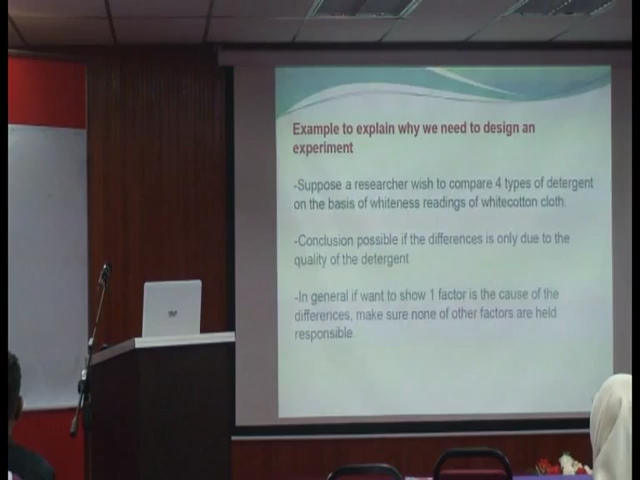 Example to explain why we need to design an
experiment
-Suppose a researcher wish to compare 4 types of detergent
on the basis of whiteness readings of whitecotton cloth.
-Conclusion possible if the differences is only due to the
quality of the detergent
-In general if want to show 1 factor is the cause of the
differences, make sure none of other factors are held
responsible.